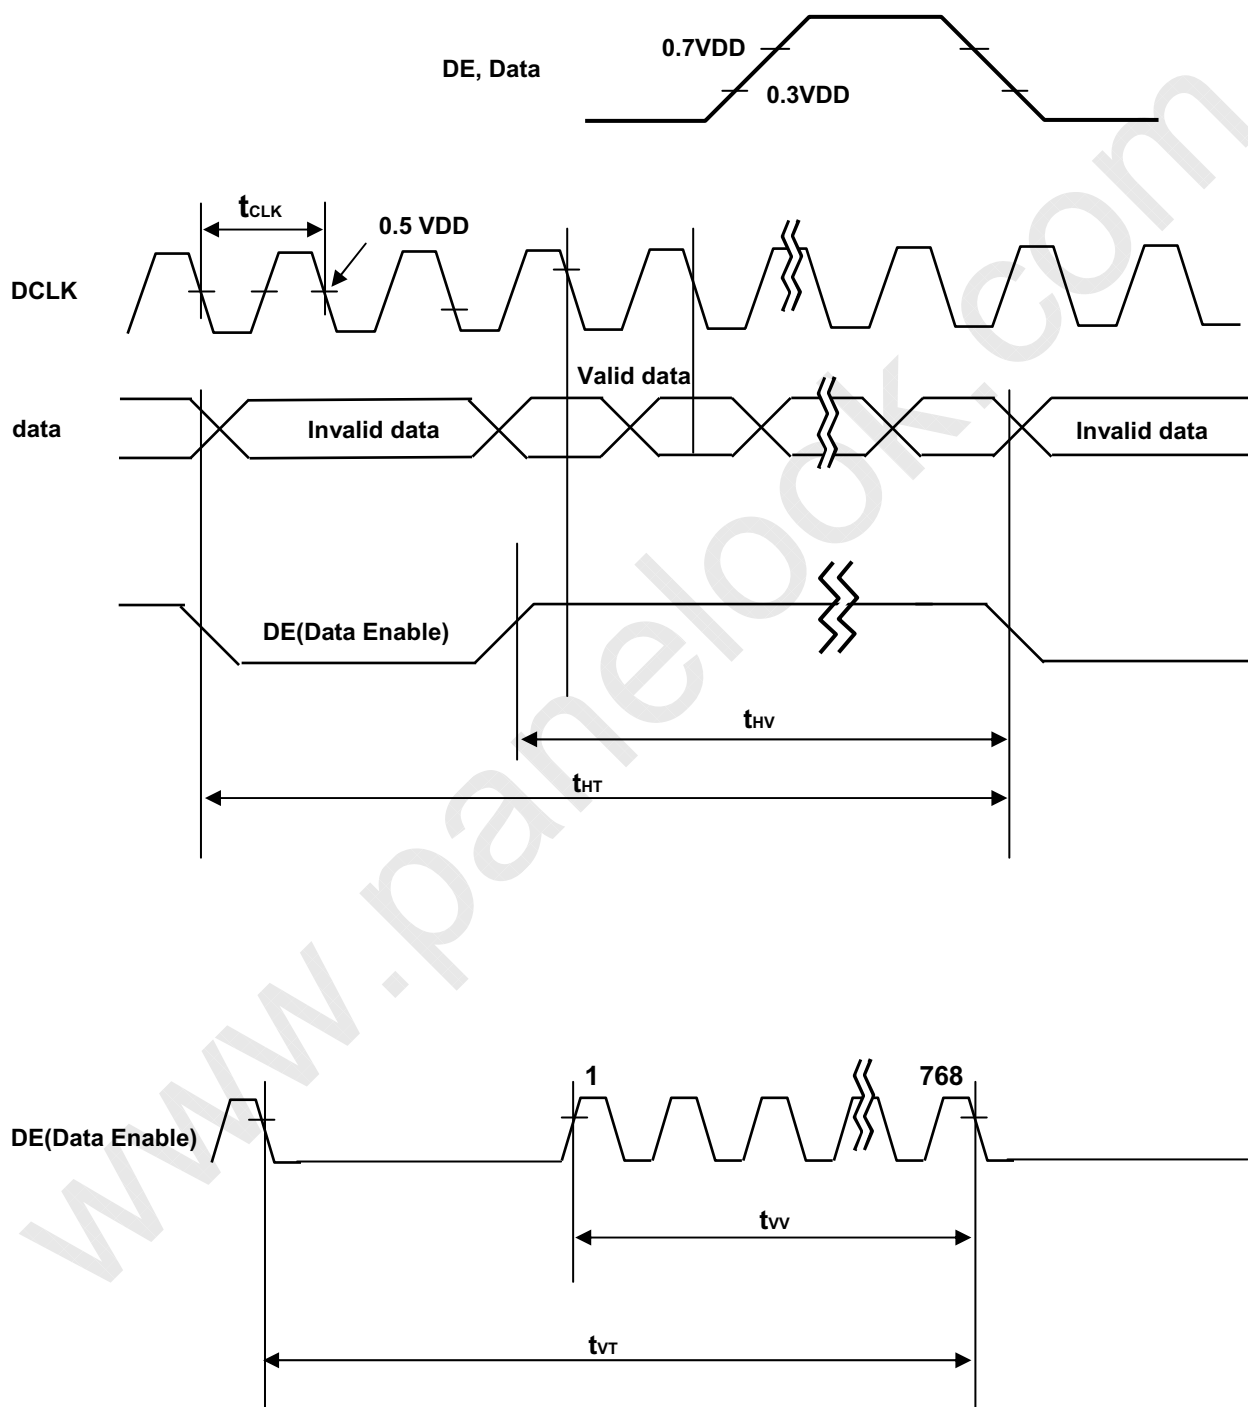 0.7VDD
DE, Data
0.3VDD
tCLK
0.5 VDD
DCLK
Valid data
data
Invalid data
Invalid data
DE(Data Enable)
tHV
tHT
1
768
DE(Data Enable)
tVV
tVT
www.panelook.com